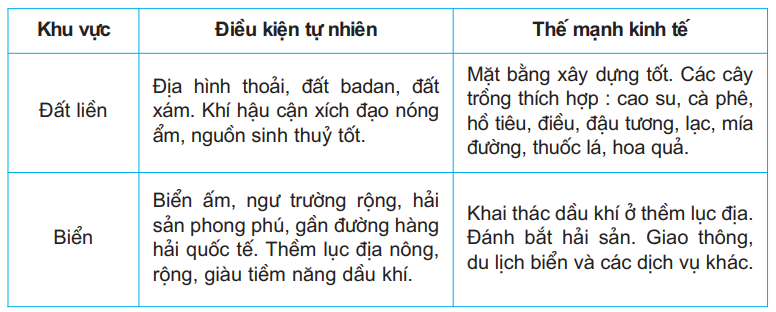 Khu vực
Điều kiện tự nhiên
Thế mạnh kinh tế
Đất liền
Địa hình thoải, đất badan, đất
xám. Khí hậu cận xích đạo nóng
ẩm, nguồn sinh thuỷ tốt.
Mặt bằng xây dựng tốt. Các cây
trồng thích hợp : cao su, cà phê,
hồ tiêu, điều, đậu tương, lạc, mía
đường, thuốc lá, hoa quả.
Biển
Biển ấm, ngư trường rộng, hải
sản phong phú, gần đường hàng
hải quốc tế. Thềm lục địa nông,
rộng, giàu tiềm năng dầu khí.
Khai thác dầu khí ở thềm lục địa.
Đánh bắt hải sản. Giao thông,
du lịch biển và các dịch vụ khác.